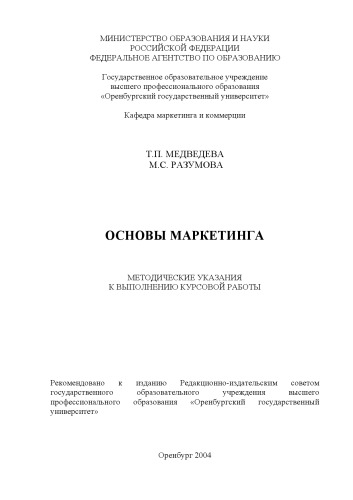 МИНИСТЕРСТВО ОБРАЗОВАНИЯ И НАУКИ
РОССИЙСКОЙ ФЕДЕРАЦИИ
ФЕДЕРАЛЬНОЕ АГЕНТСТВО ПО ОБРАЗОВАНИЮ
Государственное образовательное учреждение
высшего профессионального образования
«Оренбургский государственный университет»
Кафедра маркетинга и коммерции
Т.П. МЕДВЕДЕВА
М.С. РАЗУМОВА
ОСНОВЫ МАРКЕТИНГА
МЕТОДИЧЕСКИЕ УКАЗАНИЯ
К ВЫПОЛНЕНИЮ КУРСОВОЙ РАБОТЫ
Рекомендовано к изданию Редакционно-издательским советом
государственного образовательного учреждения высшего
профессионального образования «Оренбургский государственный
университет»
Оренбург 2004